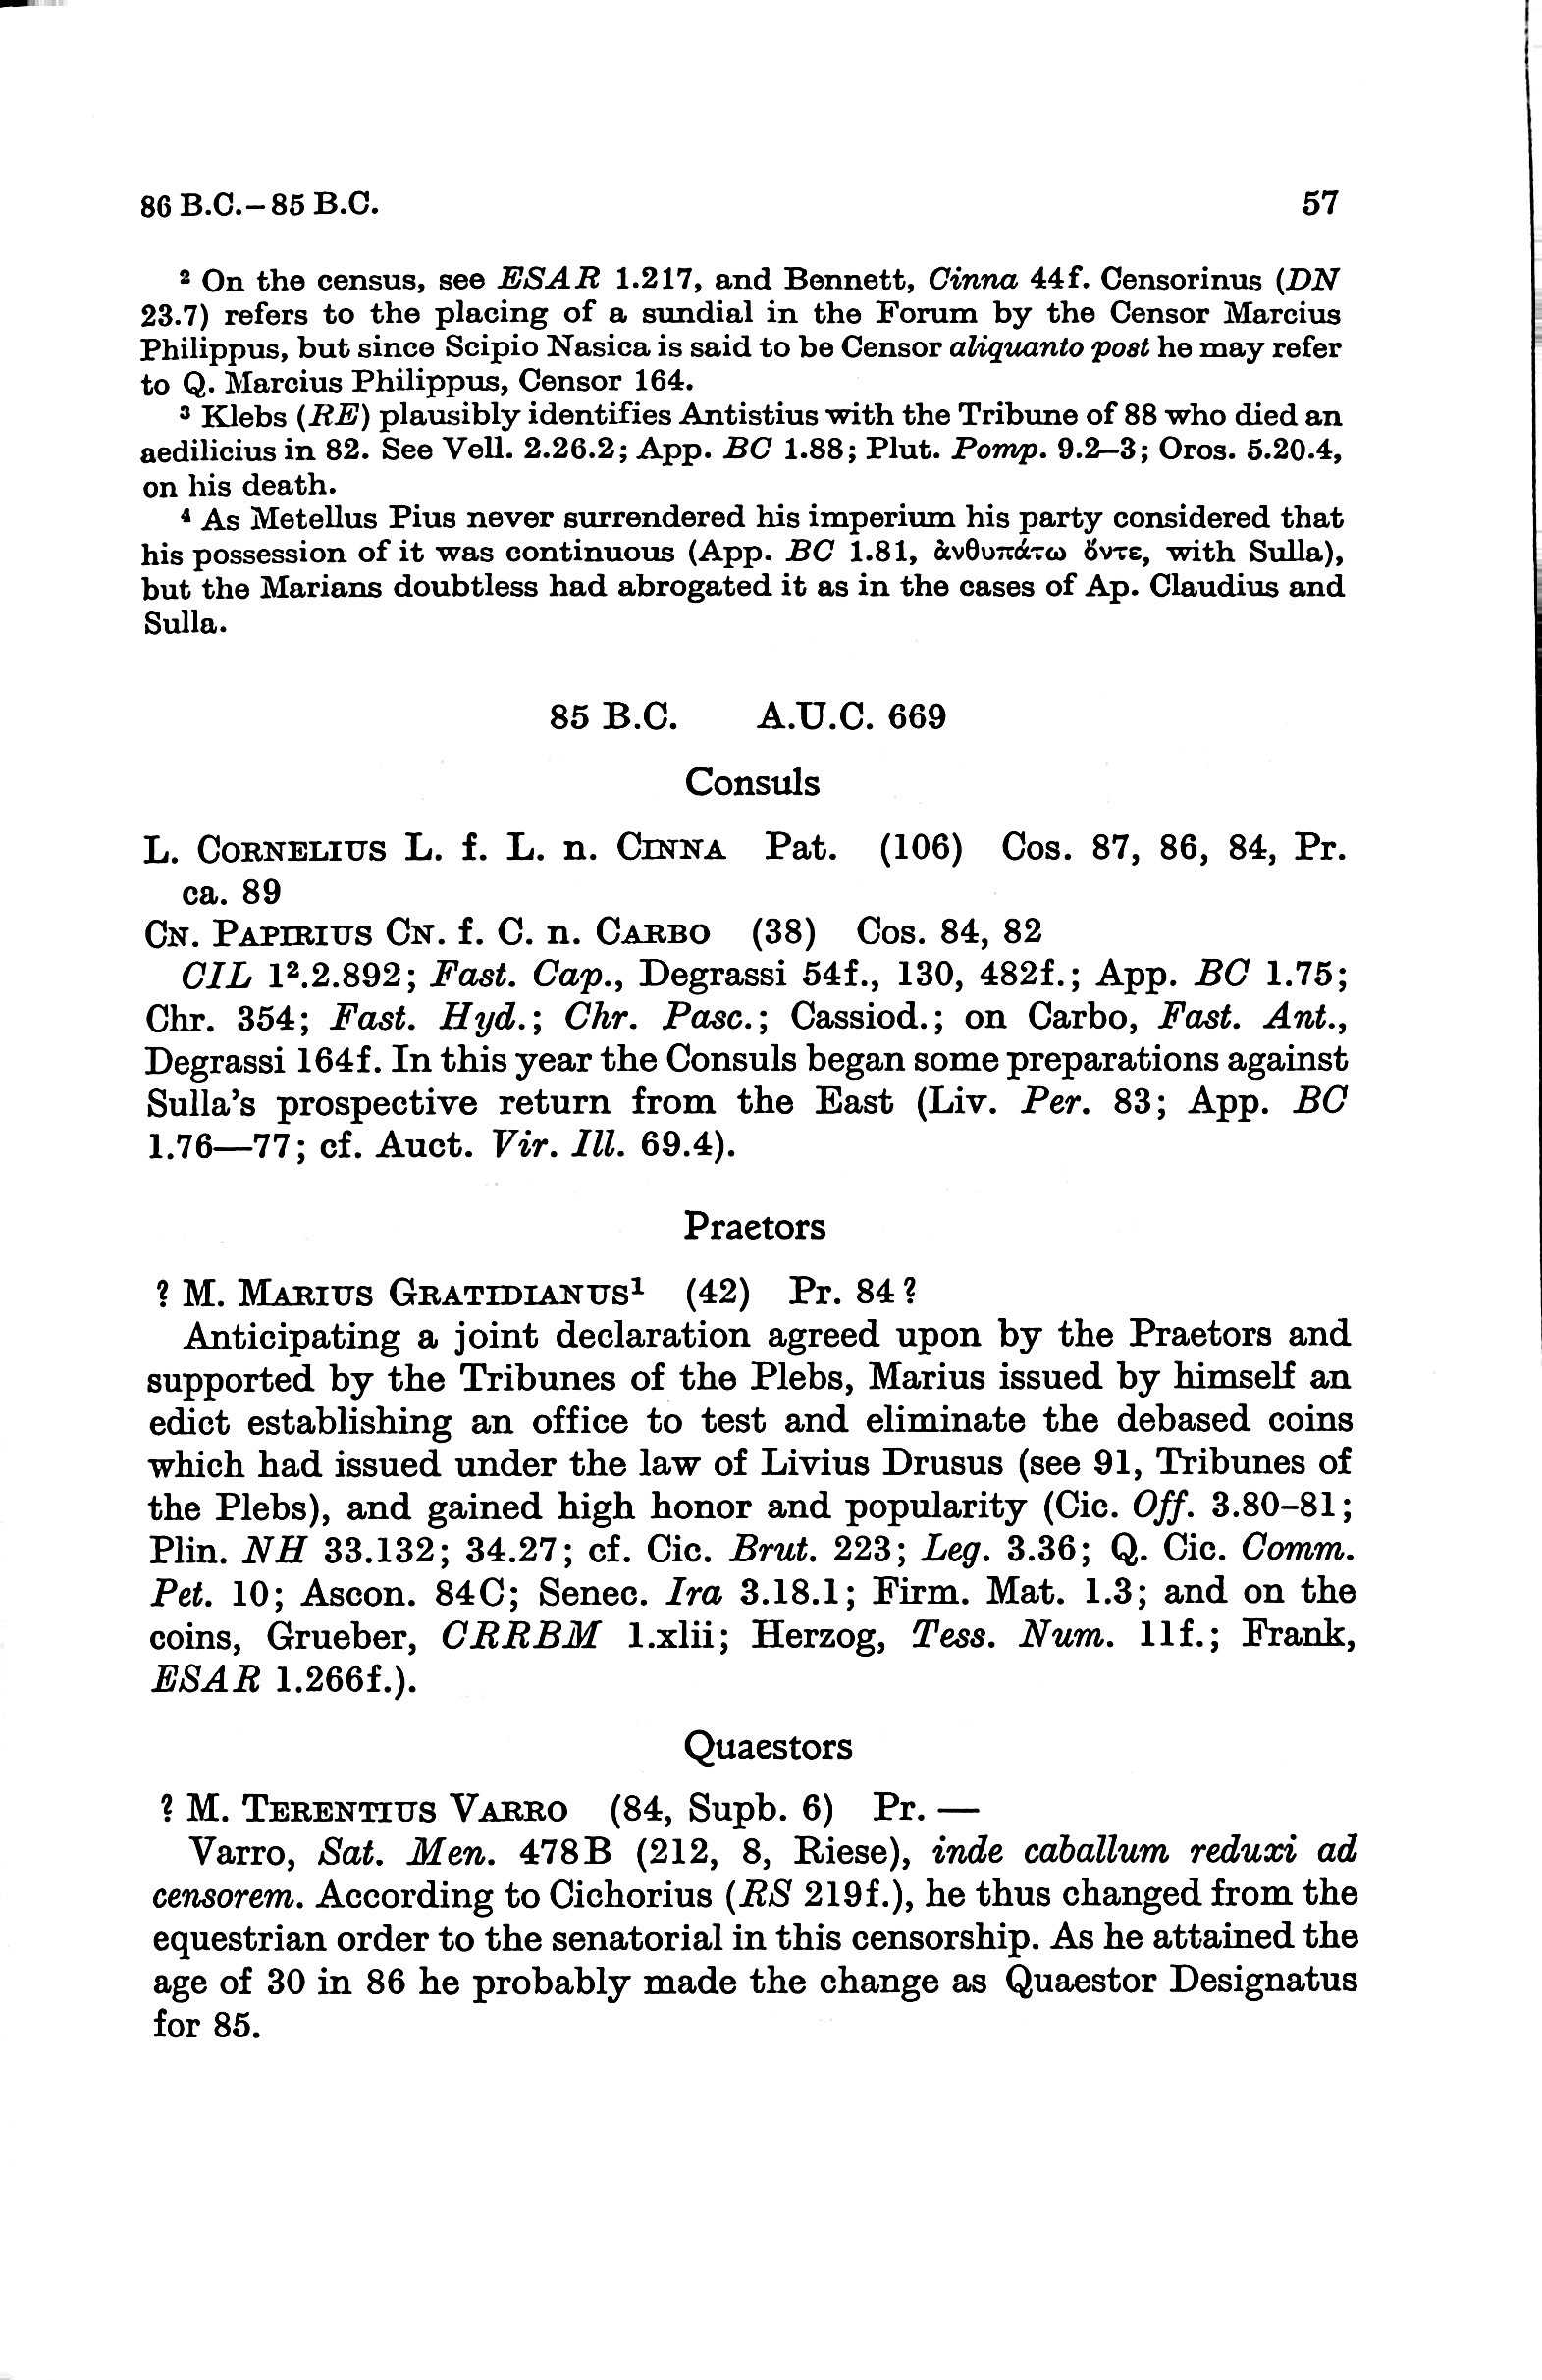 86 B.C.–85 B.C. 57
² On the census, see ESAR 1.217, and Bennett, Cinna 44f. Censorinus (DN
23.7) refers to the placing of a sundial in the Forum by the Censor Marcius
Philippus, but since Scipio Nasica is said to be Censor aliquanto post he may refer
to Q. Marcius Philippus, Censor 164.
³ Klebs (RE) plausibly identifies Antistius with the Tribune of 88 who died an
aedilicius in 82. See Vell. 2.26.2; App. BC 1.88; Plut. Pomp. 9.2–3; Oros. 5.20.4,
on his death.
⁴ As Metellus Pius never surrendered his imperium his party considered that
his possession of it was continuous (App. BC 1.81, ἀνθυπάτω ὄντε, with Sulla),
but the Marians doubtless had abrogated it as in the cases of Ap. Claudius and
Sulla.
85 B.C. A.U.C. 669
Consuls
L. CORNELIUS L. f. L. n. CINNA Pat. (106) Cos. 87, 86, 84, Pr.
ca. 89
CN. PAPIRIUS CN. f. C. n. CARBO (38) Cos. 84, 82
CIL 1².2.892; Fast. Cap., Degrassi 54f., 130, 482f.; App. BC 1.75;
Chr. 354; Fast. Hyd.; Chr. Pasc.; Cassiod.; on Carbo, Fast. Ant.,
Degrassi 164f. In this year the Consuls began some preparations against
Sulla's prospective return from the East (Liv. Per. 83; App. BC
1.76—77; cf. Auct. Vir. Ill. 69.4).
Praetors
? M. MARIUS GRATIDIANUS¹ (42) Pr. 84?
Anticipating a joint declaration agreed upon by the Praetors and
supported by the Tribunes of the Plebs, Marius issued by himself an
edict establishing an office to test and eliminate the debased coins
which had issued under the law of Livius Drusus (see 91, Tribunes of
the Plebs), and gained high honor and popularity (Cic. Off. 3.80–81;
Plin. NH 33.132; 34.27; cf. Cic. Brut. 223; Leg. 3.36; Q. Cic. Comm.
Pet. 10; Ascon. 84C; Senec. Ira 3.18.1; Firm. Mat. 1.3; and on the
coins, Grueber, CRRBM 1.xlii; Herzog, Tess. Num. 11f.; Frank,
ESAR 1.266f.).
Quaestors
? M. TERENTIUS VARRO (84, Supb. 6) Pr. —
Varro, Sat. Men. 478B (212, 8, Riese), inde caballum reduxi ad
censorem. According to Cichorius (RS 219f.), he thus changed from the
equestrian order to the senatorial in this censorship. As he attained the
age of 30 in 86 he probably made the change as Quaestor Designatus
for 85.